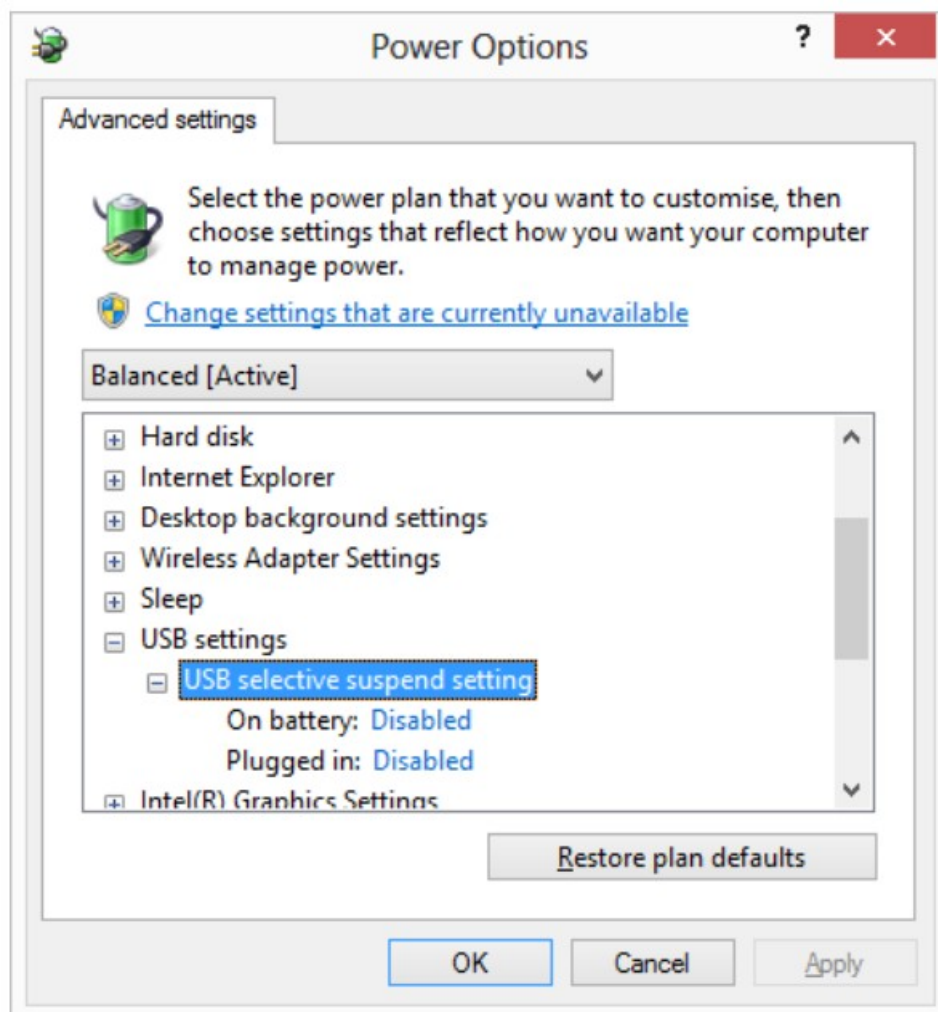 Power Options
?
Advanced settings
Select the power plan that you want to customise, then
choose settings that reflect how you want your computer
to manage power.
Change settings that are currently unavailable
Balanced [Active]
Hard disk
Internet Explorer
Desktop background settings
Wireless Adapter Settings
Sleep
USB settings
USB selective suspend setting
On battery: Disabled
Plugged in: Disabled
Intel(R) Graphics Settings
Restore plan defaults
OK Cancel Apply